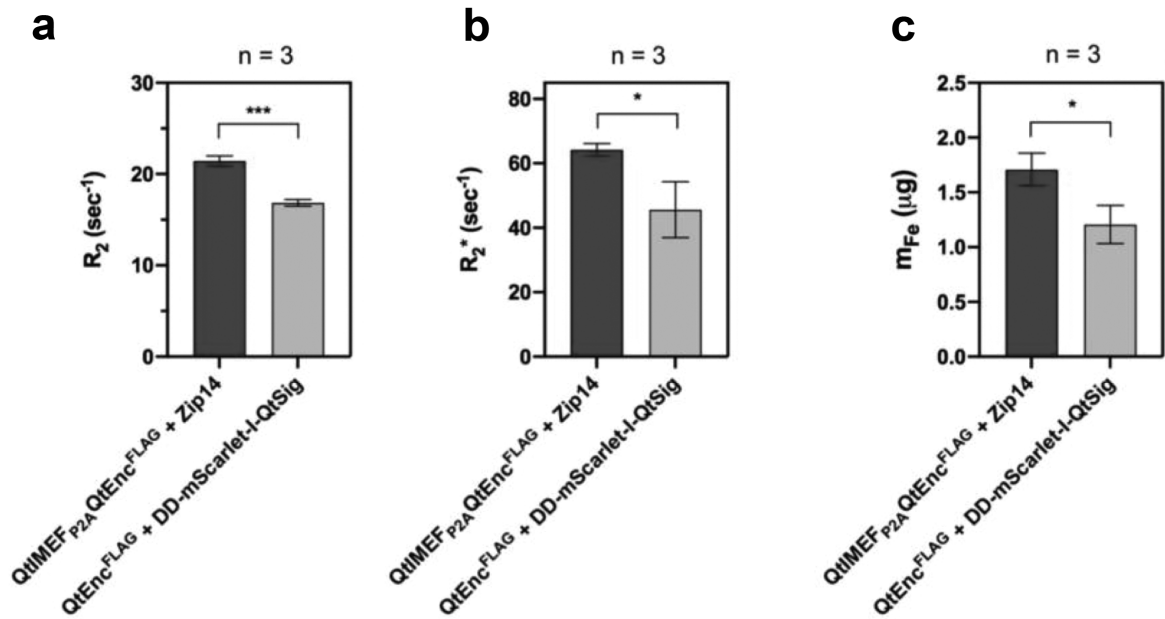 a
n = 3
R2 (sec-1)
30
20
10
0
***
QtIMEFP2AQtEncFLAG + Zip14
QtEncFLAG + DD-mScarlet-I-QtSig
b
n = 3
R2* (sec-1)
80
60
40
20
0
*
QtIMEFP2AQtEncFLAG + Zip14
QtEncFLAG + DD-mScarlet-I-QtSig
c
n = 3
mFe (μg)
2.5
2.0
1.5
1.0
0.5
0.0
*
QtIMEFP2AQtEncFLAG + Zip14
QtEncFLAG + DD-mScarlet-I-QtSig